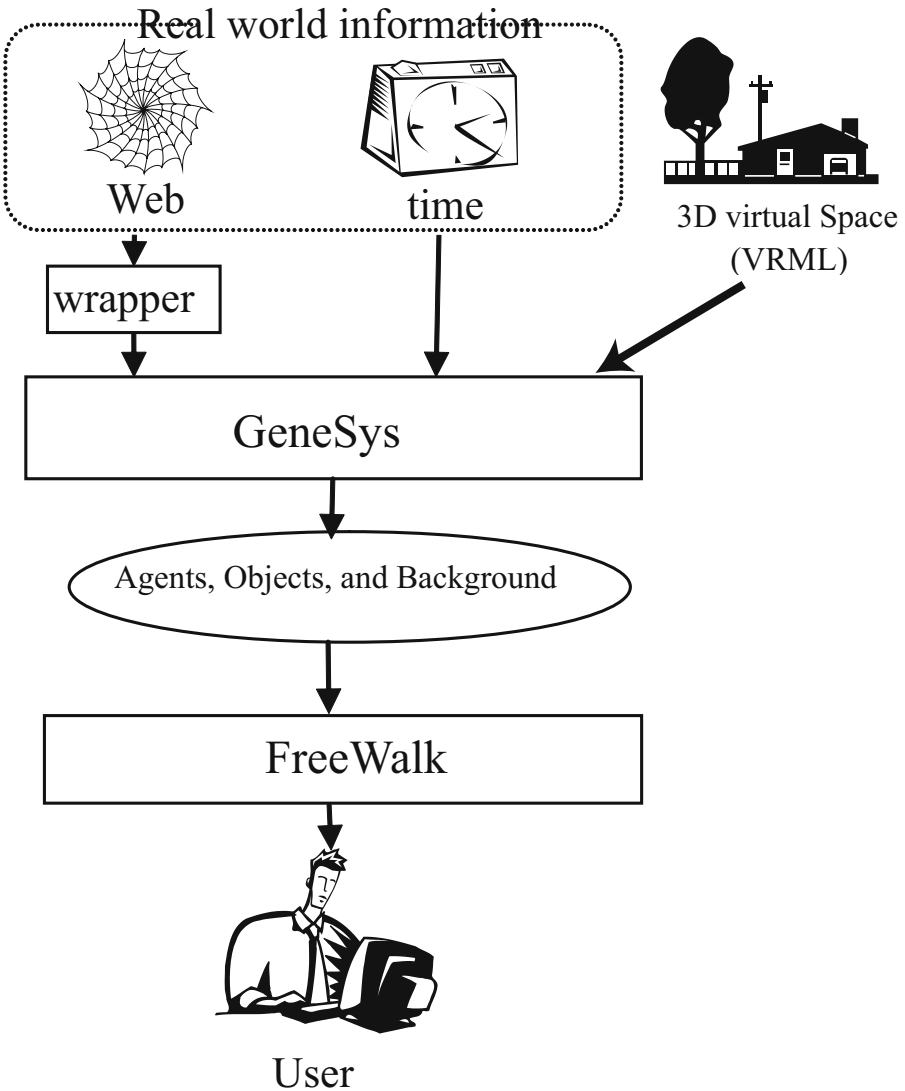 Real world information
Web
time
3D virtual Space
(VRML)
wrapper
GeneSys
Agents, Objects, and Background
FreeWalk
User